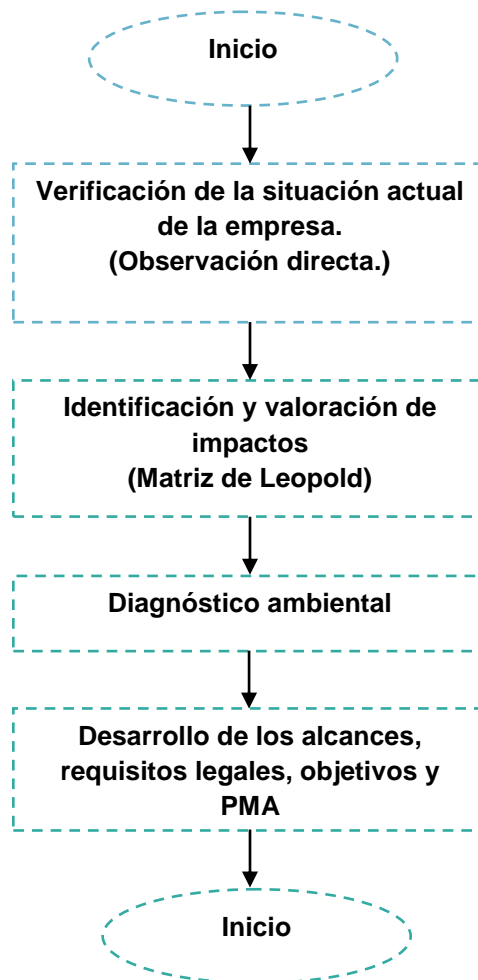 Inicio
Verificación de la situación actual
de la empresa.
(Observación directa.)
Identificación y valoración de
impactos
(Matriz de Leopold)
Diagnóstico ambiental
Desarrollo de los alcances,
requisitos legales, objetivos y
PMA
Inicio